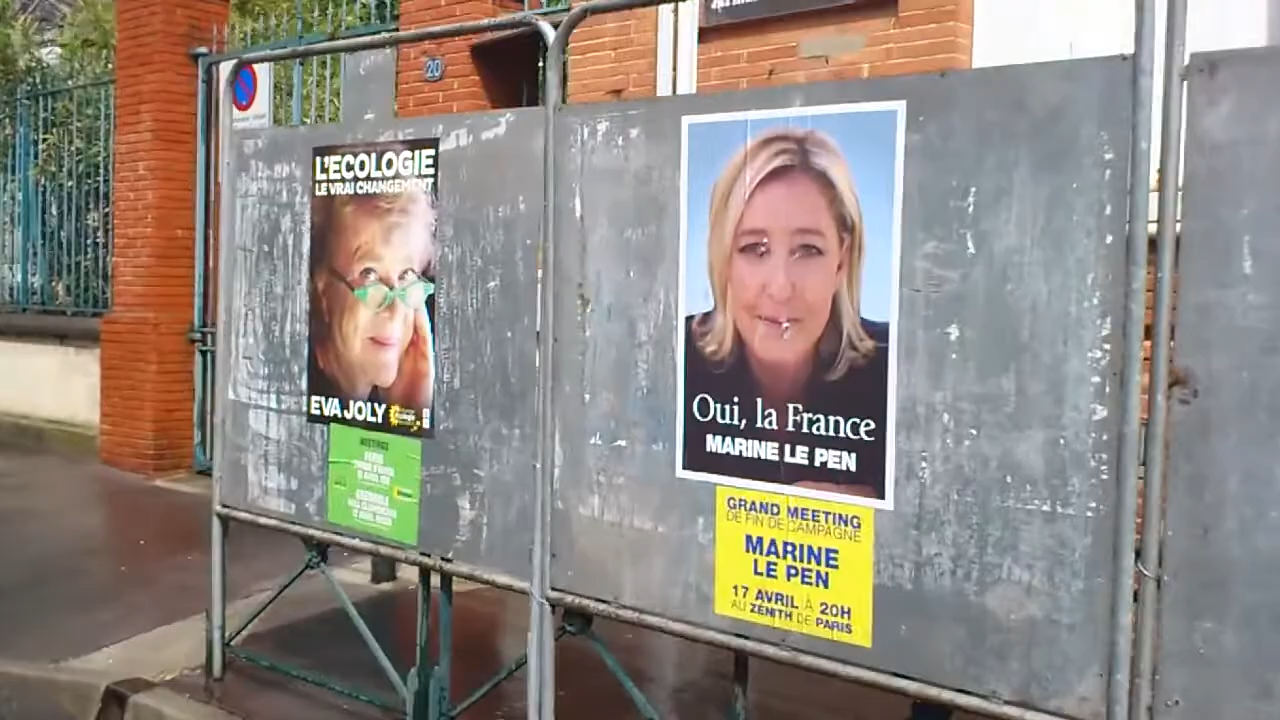 20
L'ECOLOGIE
LE VRAI CHANGEMENT
EVA JOLY
MEETINGS
Oui, la France
MARINE LE PEN
GRAND MEETING
DE FIN DE CAMPAGNE
MARINE
LE PEN
17 AVRIL À 20H
AU ZÉNITH DE PARIS